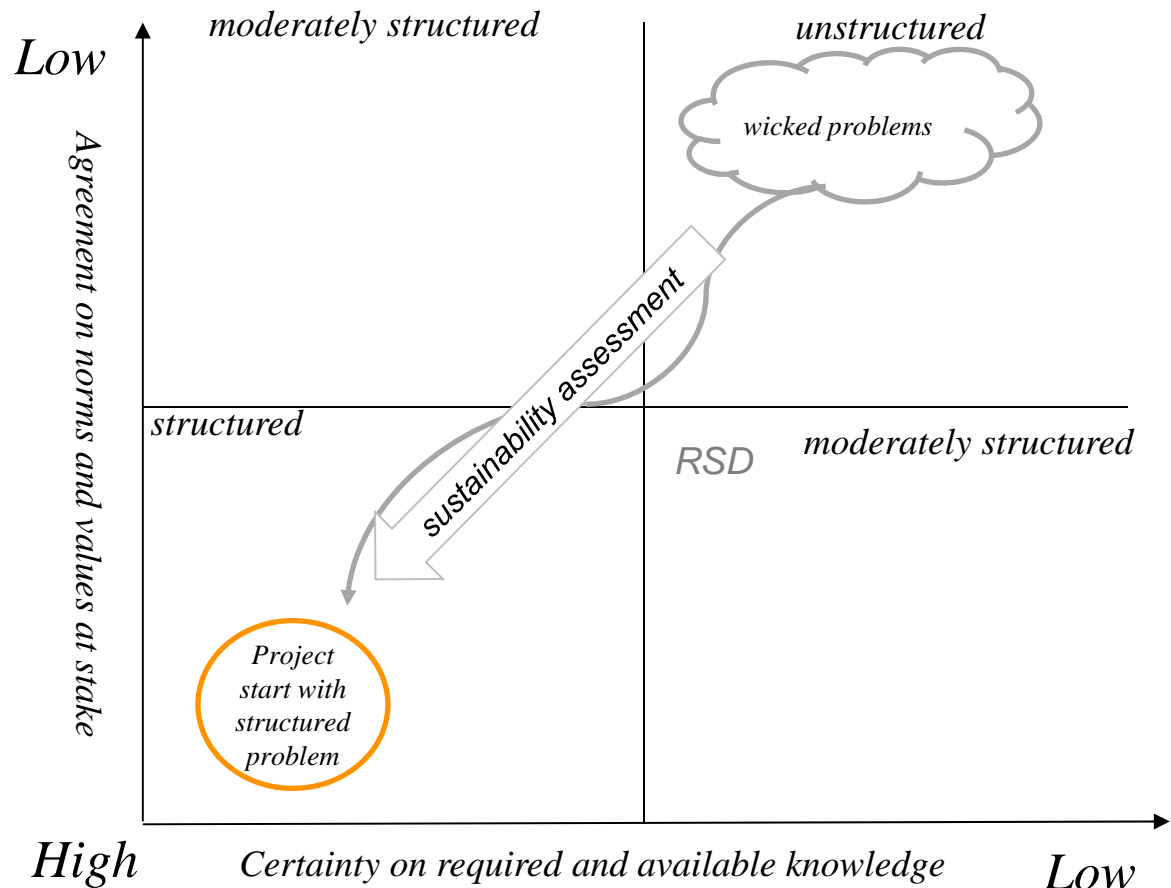 moderately structured
unstructured
Low
wicked problems
Agreement on norms and values at stake
sustainability assessment
structured
RSD
moderately structured
Project
start with
structured
problem
High
Certainty on required and available knowledge
Low